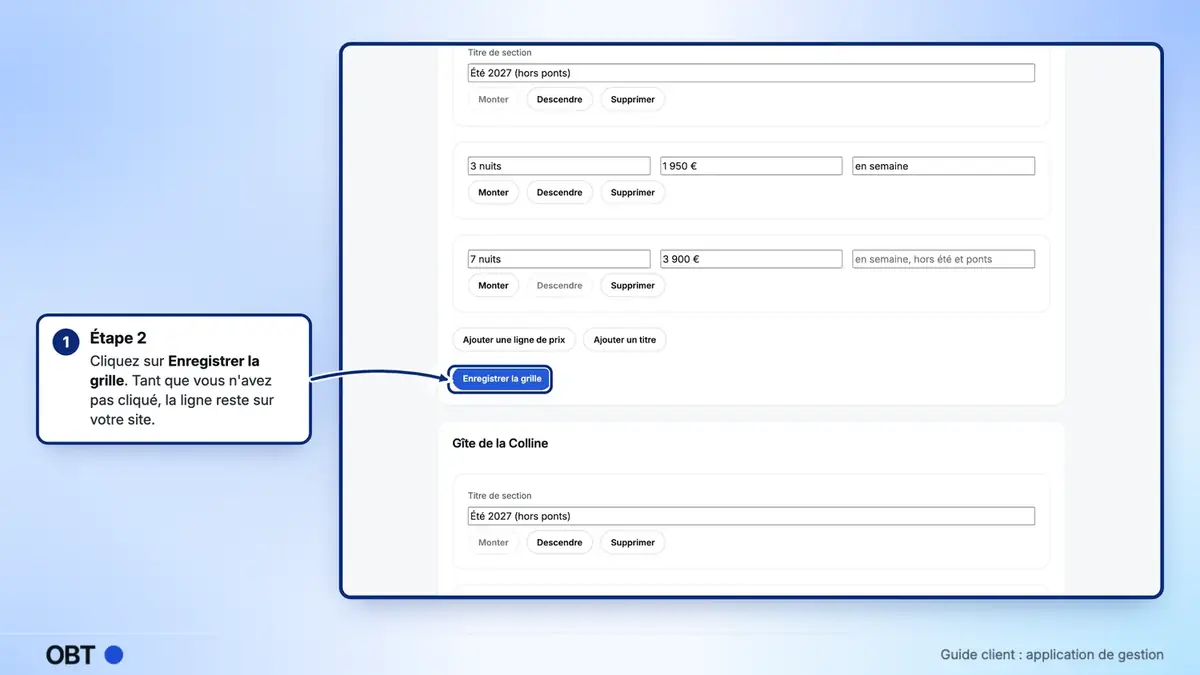 Titre de section
Été 2027 (hors ponts)
Monter Descendre Supprimer
3 nuits 1 950 € en semaine
Monter Descendre Supprimer
7 nuits 3 900 € en semaine, hors été et ponts
Monter Descendre Supprimer
Ajouter une ligne de prix Ajouter un titre
Enregistrer la grille
1 Étape 2
Cliquez sur Enregistrer la
grille. Tant que vous n'avez
pas cliqué, la ligne reste sur
votre site.
Gîte de la Colline
Titre de section
Été 2027 (hors ponts)
Monter Descendre Supprimer
OBT
Guide client : application de gestion